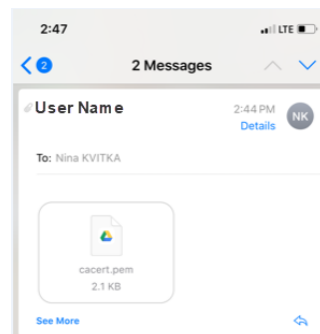 2:47 LTE
2 2 Messages
User Name 2:44 PM NK
Details
To: Nina KVITKA
cacert.pem
2.1 KB
See More